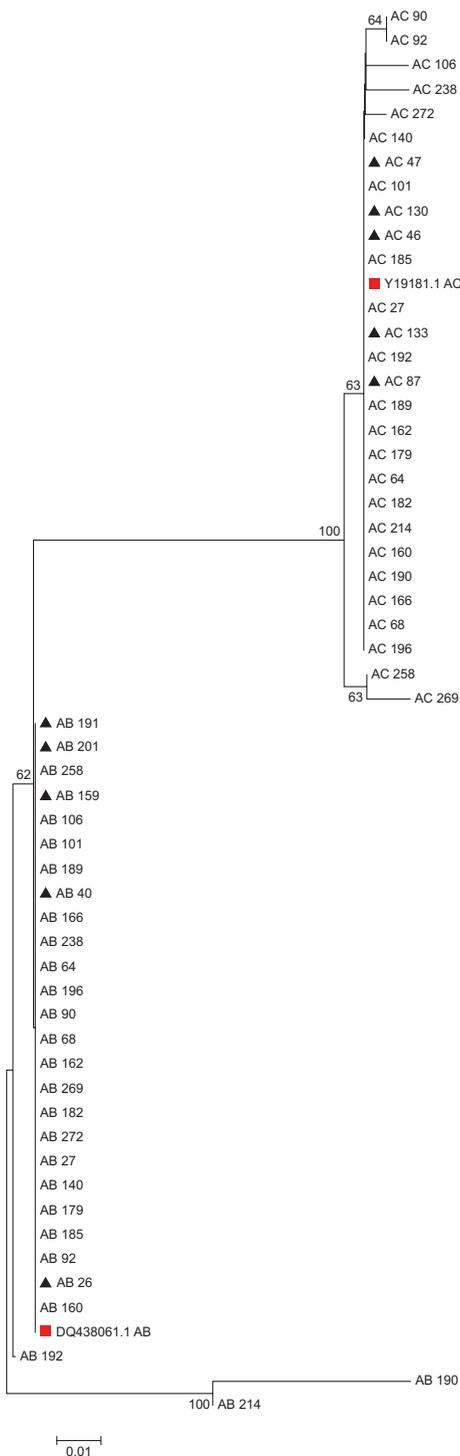 64
AC 90
AC 92
AC 106
AC 238
AC 272
AC 140
AC 47
AC 101
AC 130
AC 46
AC 185
Y19181.1 AC
AC 27
AC 133
AC 192
AC 87
63
AC 189
AC 162
AC 179
AC 64
AC 182
AC 214
100
AC 160
AC 190
AC 166
AC 68
AC 196
AC 258
63
AC 269
AB 191
AB 201
AB 258
62
AB 159
AB 106
AB 101
AB 189
AB 40
AB 166
AB 238
AB 64
AB 196
AB 90
AB 68
AB 162
AB 269
AB 182
AB 272
AB 27
AB 140
AB 179
AB 185
AB 92
AB 26
AB 160
DQ438061.1 AB
AB 192
AB 190
100
AB 214
0.01